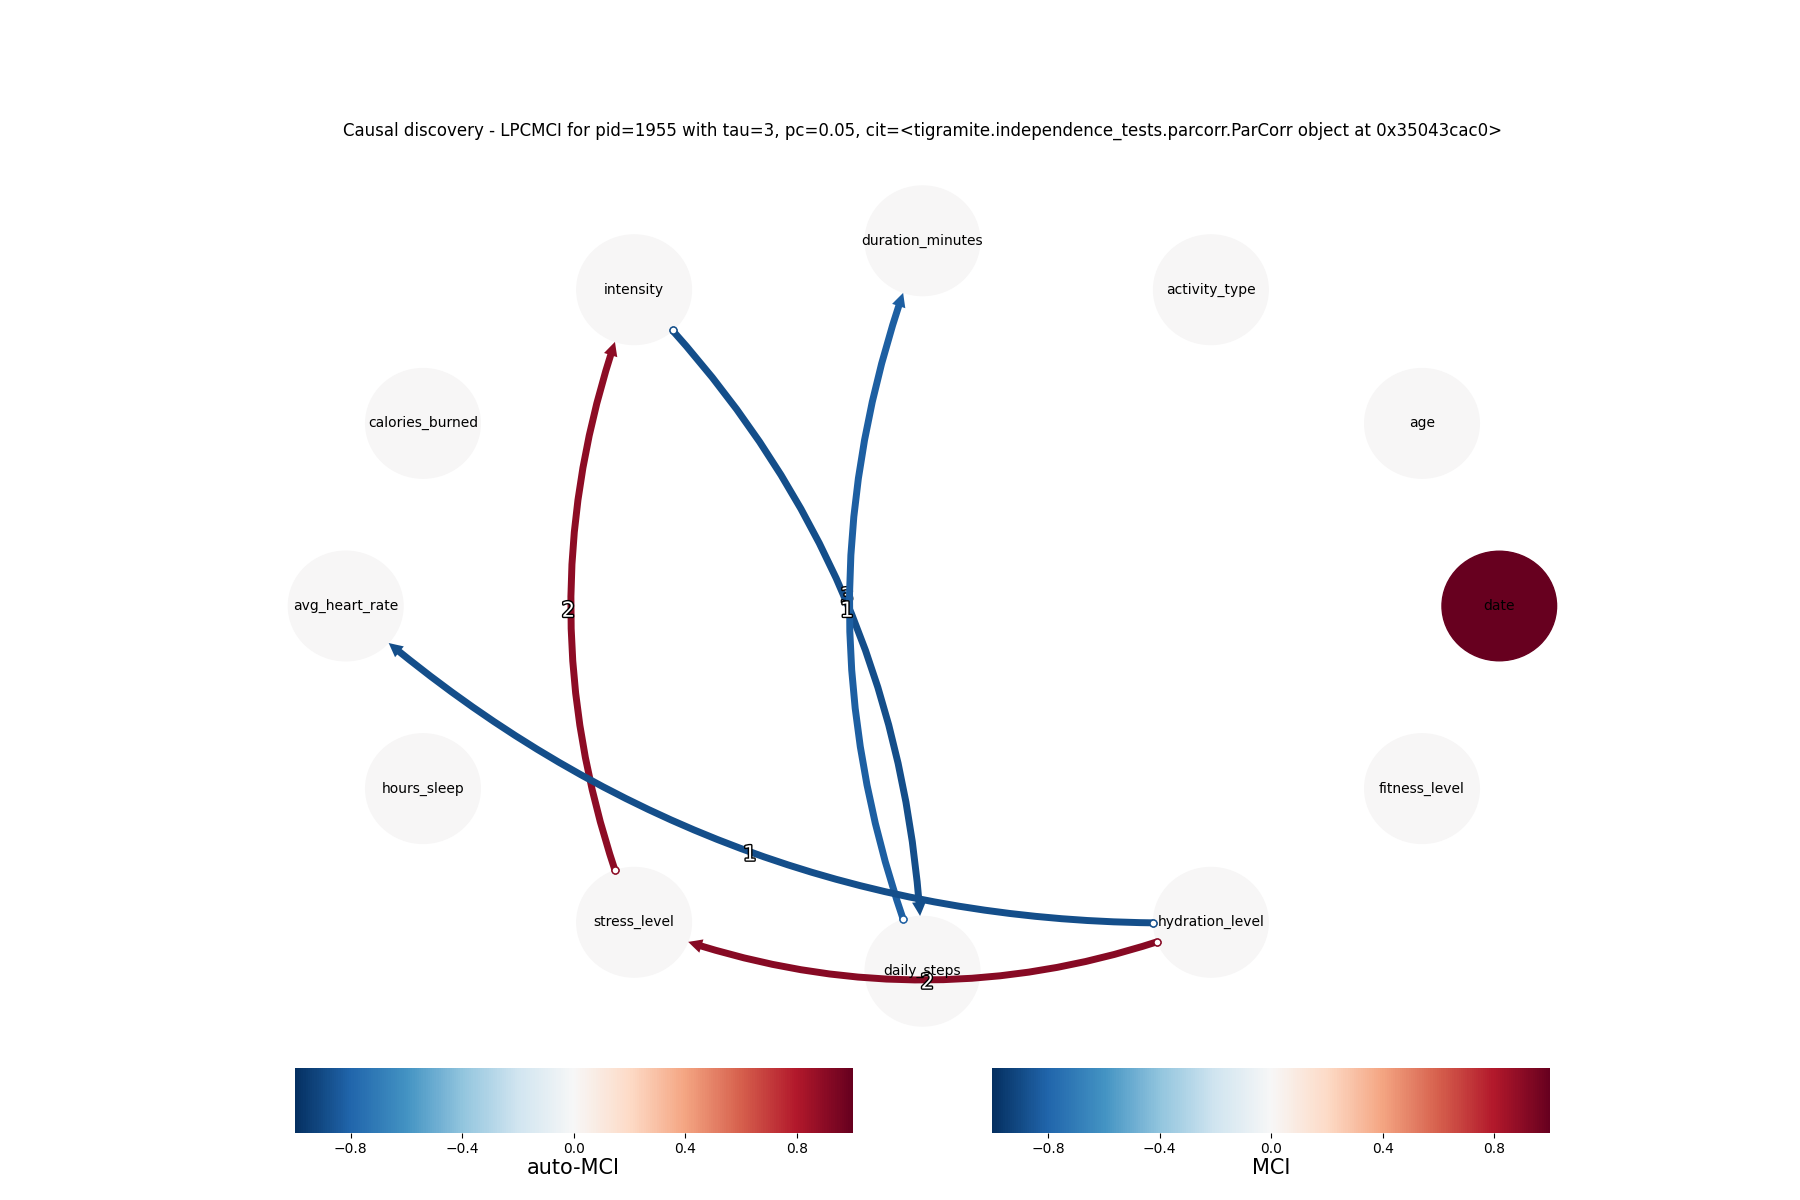 Causal discovery - LPCMCI for pid=1955 with tau=3, pc=0.05, cit=<tigramite.independence_tests.parcorr.ParCorr object at 0x35043cac0>
duration_minutes
intensity
activity_type
calories_burned
age
avg_heart_rate
2
1
date
hours_sleep
fitness_level
1
stress_level
hydration_level
daily_steps
2
−0.8 −0.4 0.0 0.4 0.8
auto-MCI
−0.8 −0.4 0.0 0.4 0.8
MCI